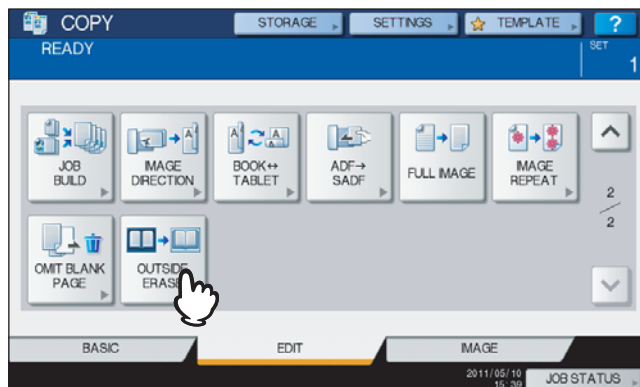 COPY
STORAGE
SETTINGS
TEMPLATE
?
READY
SET
1
JOB
BUILD
IMAGE
DIRECTION
BOOK↔
TABLET
ADF→
SADF
FULL IMAGE
IMAGE
REPEAT
2
2
OMIT BLANK
PAGE
OUTSIDE
ERASE
BASIC
EDIT
IMAGE
2011/05/10
15:39
JOB STATUS